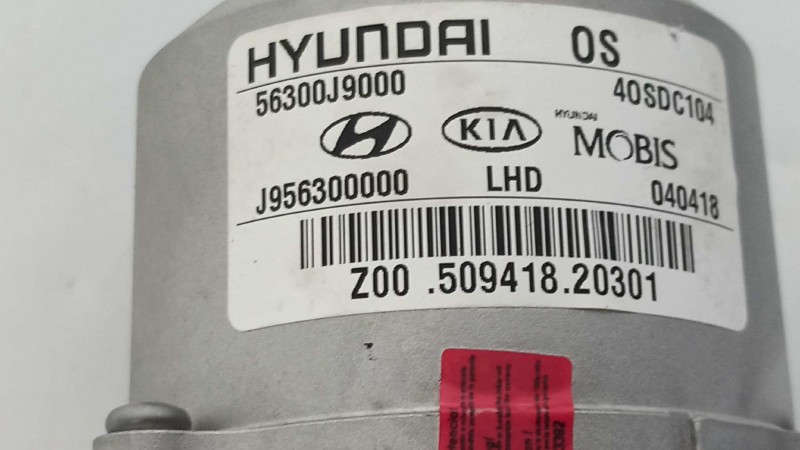 HYUNDAI OS
56300J9000 40SDC104
KIA HYUNDAI MOBIS
J956300000 LHD 040418
Z00 .509418.20301